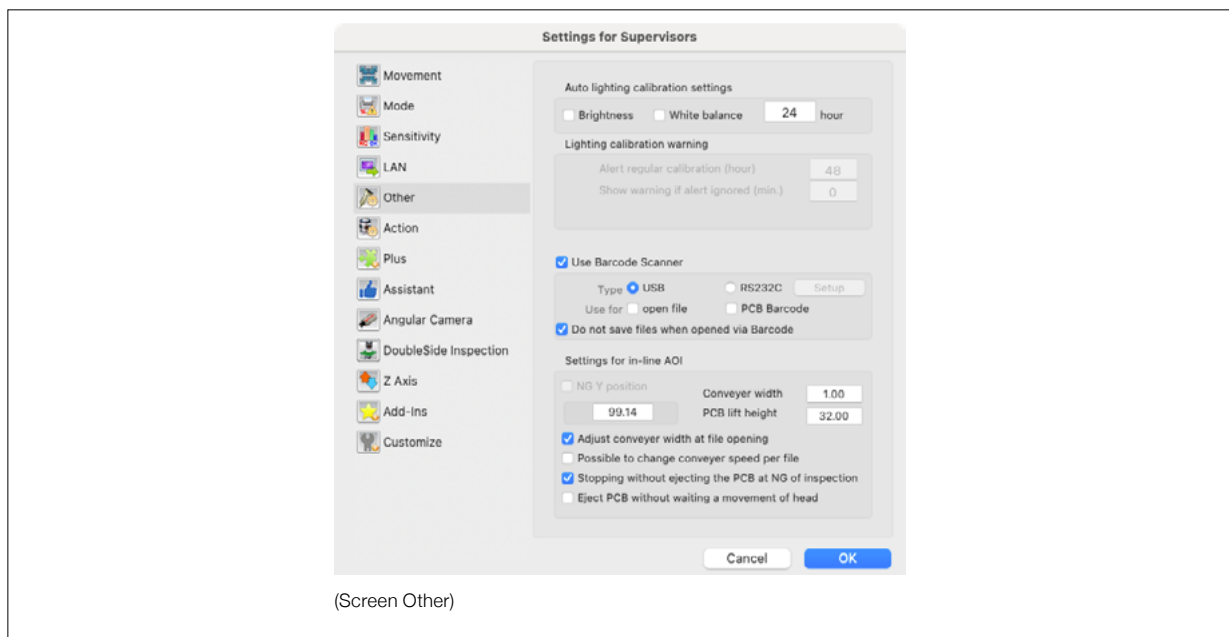 Settings for Supervisors
Movement
Mode
Sensitivity
LAN
Other
Action
Plus
Assistant
Angular Camera
DoubleSide Inspection
Z Axis
Add-Ins
Customize
Auto lighting calibration settings
Brightness White balance 24 hour
Lighting calibration warning
Alert regular calibration (hour) 48
Show warning if alert ignored (min.) 0
Use Barcode Scanner
Type USB RS232C Setup
Use for open file PCB Barcode
Do not save files when opened via Barcode
Settings for in-line AOI
NG Y position
99.14
Conveyer width 1.00
PCB lift height 32.00
Adjust conveyer width at file opening
Possible to change conveyer speed per file
Stopping without ejecting the PCB at NG of inspection
Eject PCB without waiting a movement of head
Cancel OK
(Screen Other)